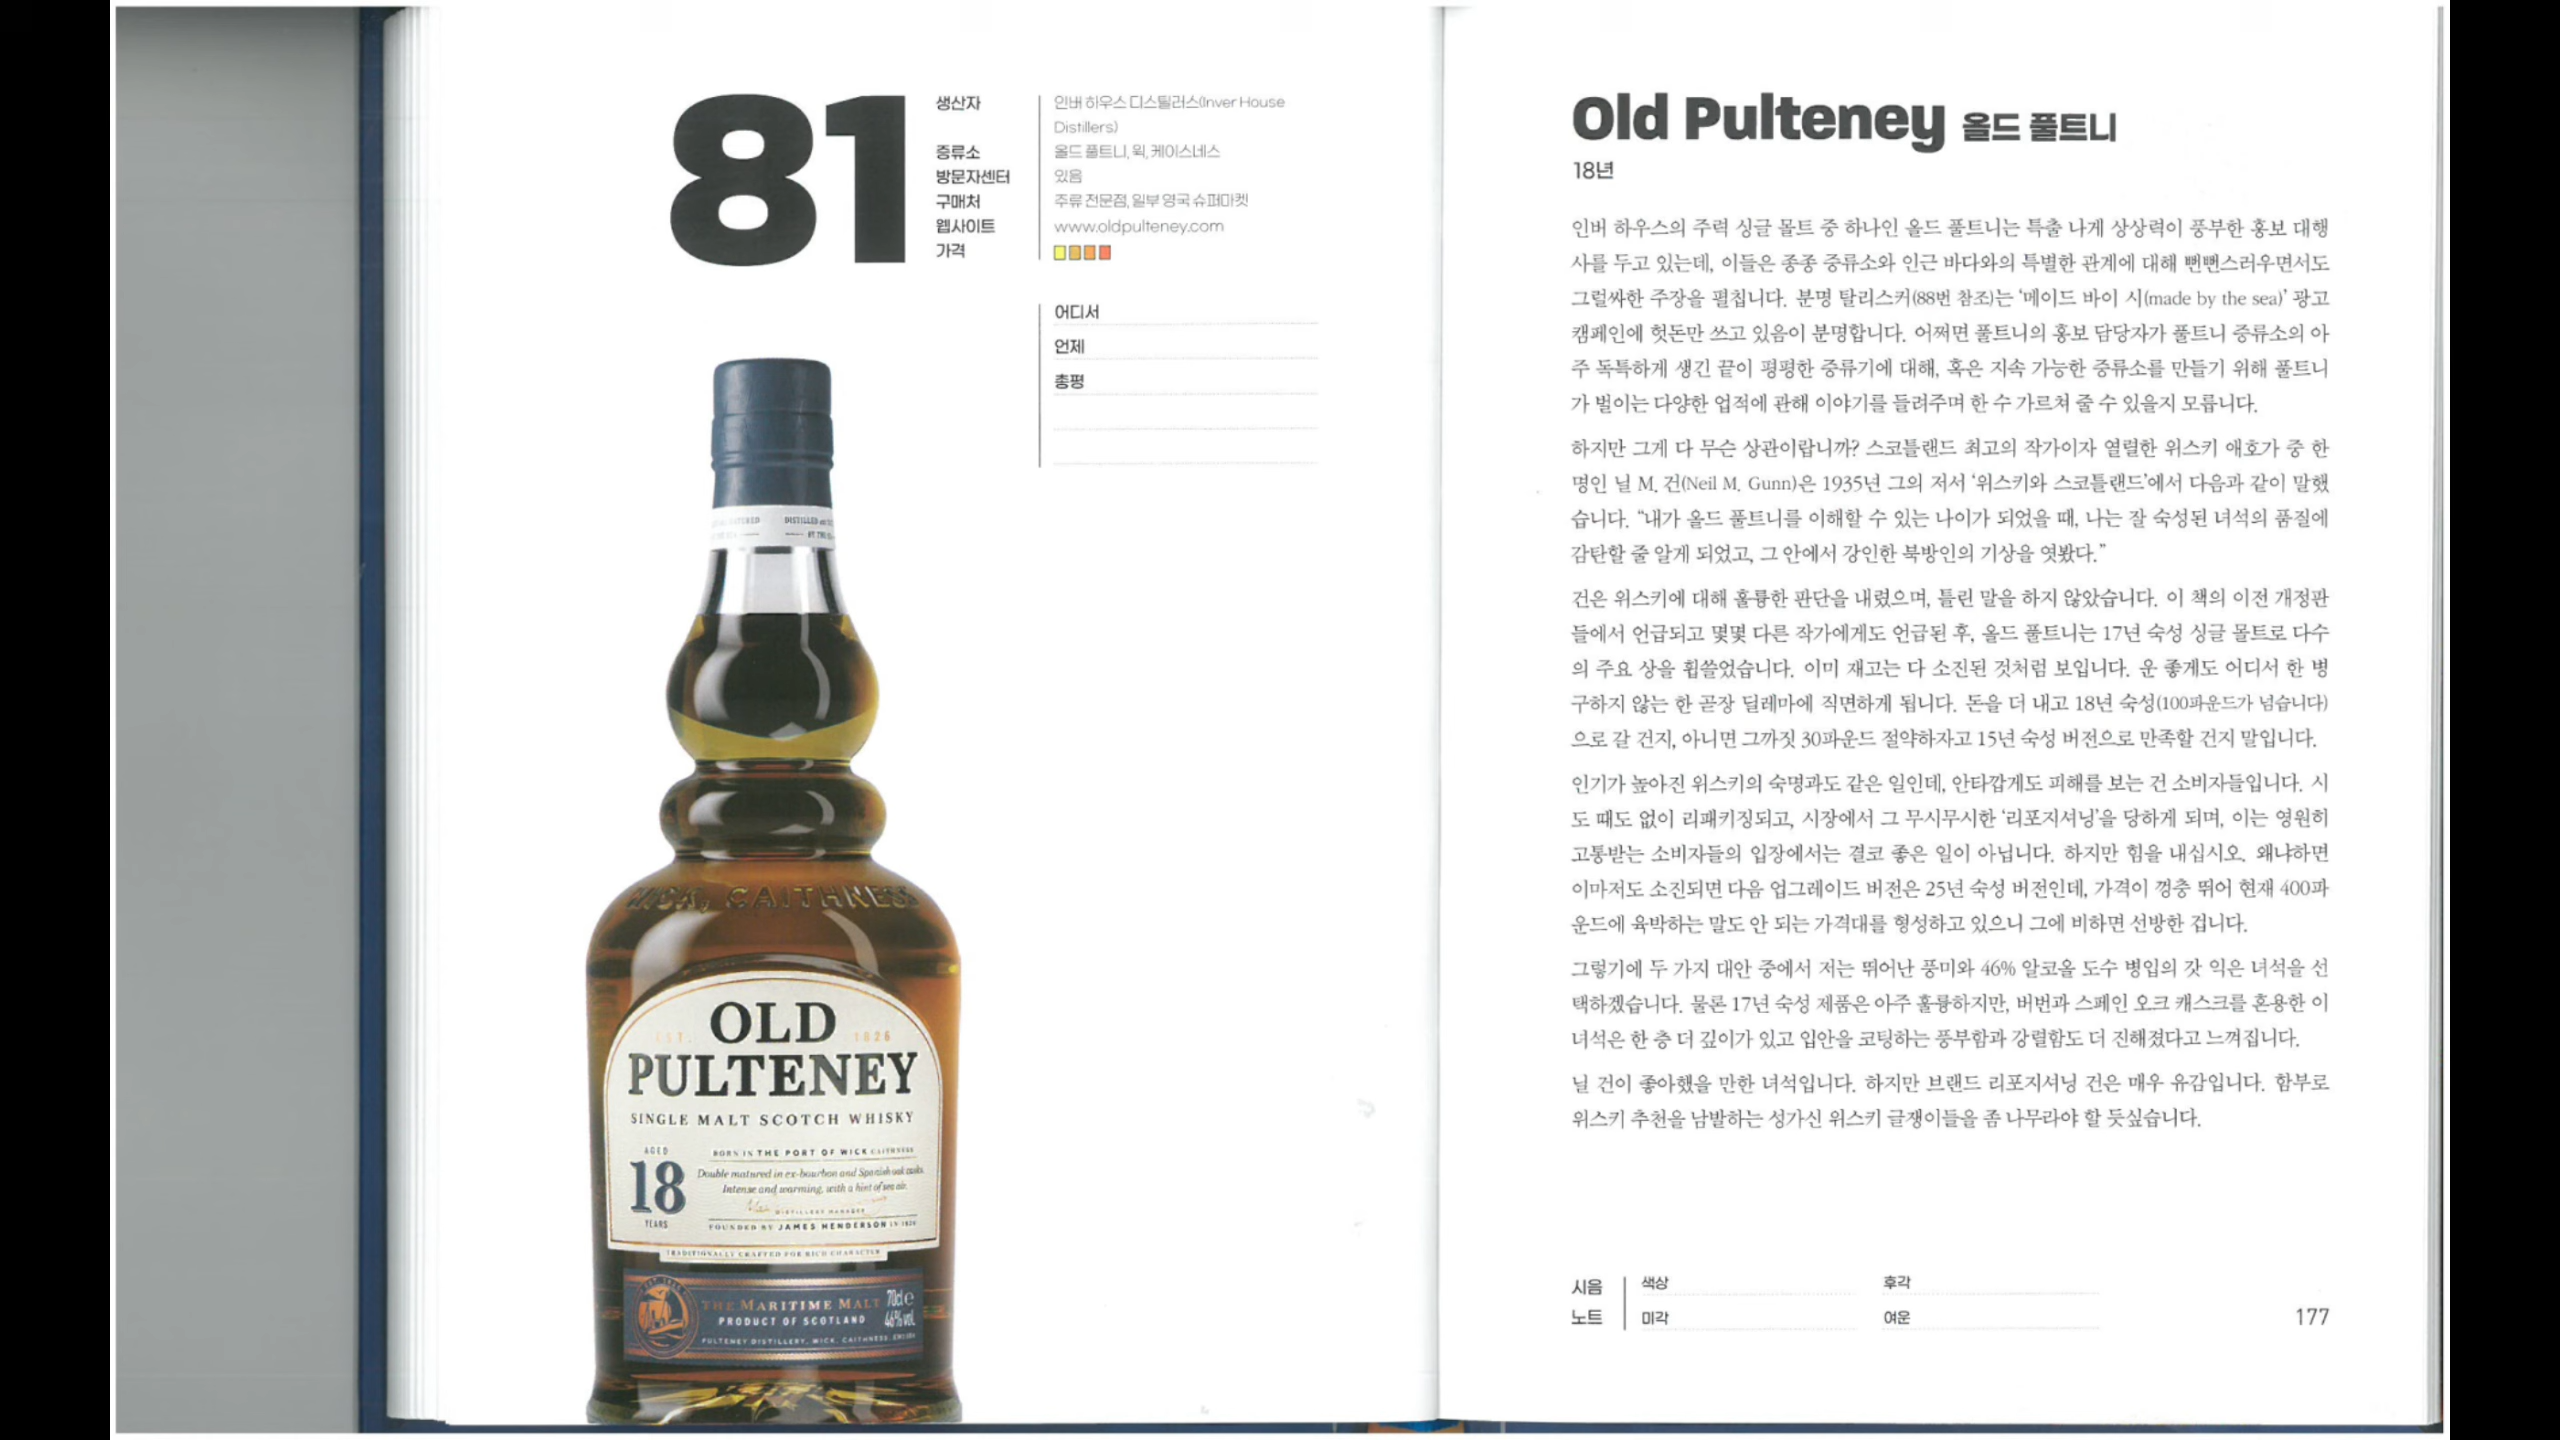 81
생산자 인버 하우스 디스틸러스(Inver House
Distillers)
증류소 올드 풀트니, 윅, 케이스네스
방문자센터 있음
구매처 주류 전문점, 일부 영국 슈퍼마켓
웹사이트 www.oldpulteney.com
가격
어디서
언제
총평
DISTILLED
WICK, CAITHNESS
OLD
EST. 1826
PULTENEY
SINGLE MALT SCOTCH WHISKY
AGED
18
YEARS
BORN IN THE PORT OF WICK CAITHNESS
Double matured in ex-bourbon and Spanish oak casks.
Intense and warming, with a hint of sea air.
DISTILLERY MANAGER
FOUNDED BY JAMES HENDERSON IN 1826
TRADITIONALLY CRAFTED FOR RICH CHARACTER
THE MARITIME MALT
PRODUCT OF SCOTLAND
70cl e
46%vol.
PULTENEY DISTILLERY, WICK, CAITHNESS,
Old Pulteney 올드 풀트니
18년
인버 하우스의 주력 싱글 몰트 중 하나인 올드 풀트니는 특출 나게 상상력이 풍부한 홍보 대행
사를 두고 있는데, 이들은 종종 증류소와 인근 바다와의 특별한 관계에 대해 뻔뻔스러우면서도
그럴싸한 주장을 펼칩니다. 분명 탈리스커(88번 참조)는 ‘메이드 바이 시(made by the sea)’ 광고
캠페인에 헛돈만 쓰고 있음이 분명합니다. 어쩌면 풀트니의 홍보 담당자가 풀트니 증류소의 아
주 독특하게 생긴 끝이 평평한 증류기에 대해, 혹은 지속 가능한 증류소를 만들기 위해 풀트니
가 벌이는 다양한 업적에 관해 이야기를 들려주며 한 수 가르쳐 줄 수 있을지 모릅니다.
하지만 그게 다 무슨 상관이랍니까? 스코틀랜드 최고의 작가이자 열렬한 위스키 애호가 중 한
명인 닐 M. 건(Neil M. Gunn)은 1935년 그의 저서 ‘위스키와 스코틀랜드’에서 다음과 같이 말했
습니다. “내가 올드 풀트니를 이해할 수 있는 나이가 되었을 때, 나는 잘 숙성된 녀석의 품질에
감탄할 줄 알게 되었고, 그 안에서 강인한 북방인의 기상을 엿봤다.”
건은 위스키에 대해 훌륭한 판단을 내렸으며, 틀린 말을 하지 않았습니다. 이 책의 이전 개정판
들에서 언급되고 몇몇 다른 작가에게도 언급된 후, 올드 풀트니는 17년 숙성 싱글 몰트로 다수
의 주요 상을 휩쓸었습니다. 이미 재고는 다 소진된 것처럼 보입니다. 운 좋게도 어디서 한 병
구하지 않는 한 곧장 딜레마에 직면하게 됩니다. 돈을 더 내고 18년 숙성(100파운드가 넘습니다)
으로 갈 건지, 아니면 그까짓 30파운드 절약하자고 15년 숙성 버전으로 만족할 건지 말입니다.
인기가 높아진 위스키의 숙명과도 같은 일인데, 안타깝게도 피해를 보는 건 소비자들입니다. 시
도 때도 없이 리패키징되고, 시장에서 그 무시무시한 ‘리포지셔닝’을 당하게 되며, 이는 영원히
고통받는 소비자들의 입장에서는 결코 좋은 일이 아닙니다. 하지만 힘을 내십시오. 왜냐하면
이마저도 소진되면 다음 업그레이드 버전은 25년 숙성 버전인데, 가격이 껑충 뛰어 현재 400파
운드에 육박하는 말도 안 되는 가격대를 형성하고 있으니 그에 비하면 선방한 겁니다.
그렇기에 두 가지 대안 중에서 저는 뛰어난 풍미와 46% 알코올 도수 병입의 갓 익은 녀석을 선
택하겠습니다. 물론 17년 숙성 제품은 아주 훌륭하지만, 버번과 스페인 오크 캐스크를 혼용한 이
녀석은 한 층 더 깊이가 있고 입안을 코팅하는 풍부함과 강렬함도 더 진해졌다고 느껴집니다.
닐 건이 좋아했을 만한 녀석입니다. 하지만 브랜드 리포지셔닝 건은 매우 유감입니다. 함부로
위스키 추천을 남발하는 성가신 위스키 글쟁이들을 좀 나무라야 할 듯싶습니다.
시음 색상 후각
노트 미각 여운
177